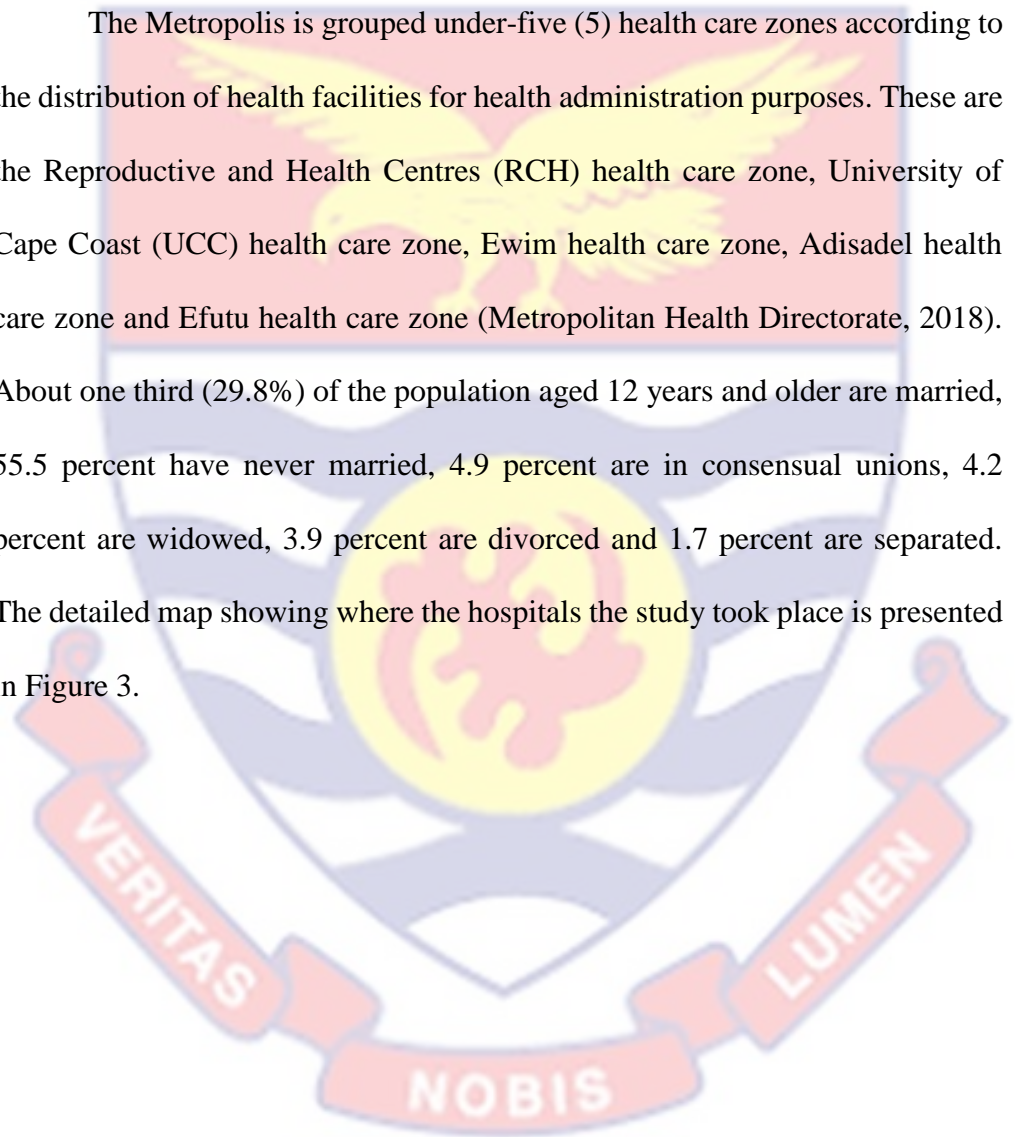 The Metropolis is grouped under-five (5) health care zones according to
the distribution of health facilities for health administration purposes. These are
the Reproductive and Health Centres (RCH) health care zone, University of
Cape Coast (UCC) health care zone, Ewim health care zone, Adisadel health
care zone and Efutu health care zone (Metropolitan Health Directorate, 2018).
About one third (29.8%) of the population aged 12 years and older are married,
55.5 percent have never married, 4.9 percent are in consensual unions, 4.2
percent are widowed, 3.9 percent are divorced and 1.7 percent are separated.
The detailed map showing where the hospitals the study took place is presented
in Figure 3.
VERITAS
NOBIS
LUMEN